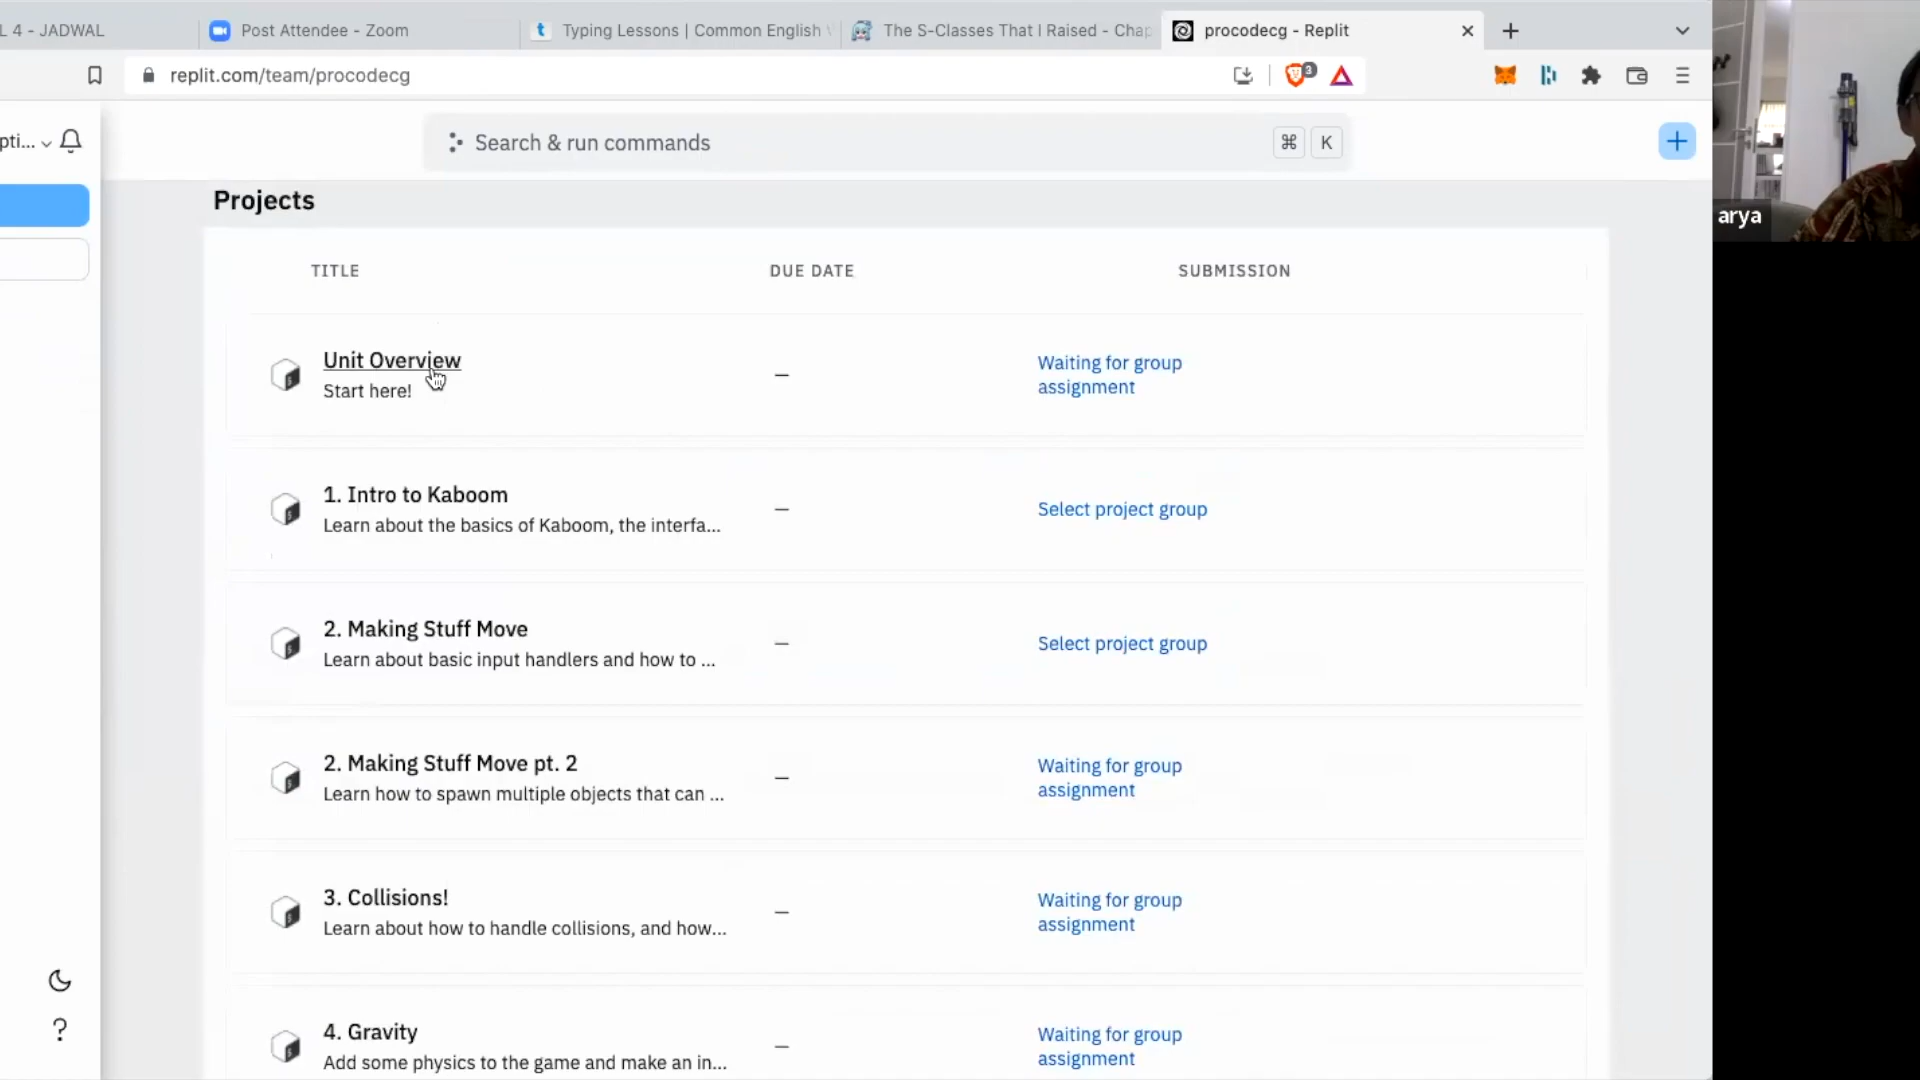 L 4 - JADWAL
Post Attendee - Zoom
t
Typing Lessons | Common English
The S-Classes That I Raised - Chap
procodecg - Replit
replit.com/team/procodecg
3
pti...
Search & run commands
⌘ K
arya
Projects
TITLE DUE DATE SUBMISSION
Unit Overview
Start here!
—
Waiting for group
assignment
1. Intro to Kaboom
Learn about the basics of Kaboom, the interfa...
—
Select project group
2. Making Stuff Move
Learn about basic input handlers and how to ...
—
Select project group
2. Making Stuff Move pt. 2
Learn how to spawn multiple objects that can ...
—
Waiting for group
assignment
3. Collisions!
Learn about how to handle collisions, and how...
—
Waiting for group
assignment
4. Gravity
Add some physics to the game and make an in...
—
Waiting for group
assignment
?